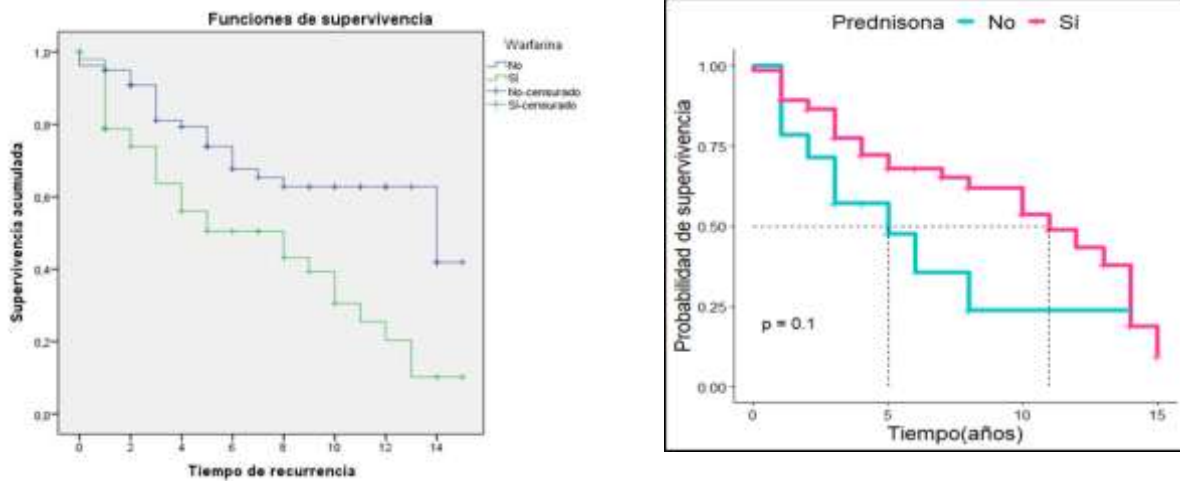 Funciones de supervivencia
Supervivencia acumulada
1,0
0,8
0,6
0,4
0,2
0,0
0 2 4 6 8 10 12 14
Tiempo de recurrencia
Warfarina
No
Sí
No-censurado
Sí-censurado
Prednisona No Sí
Probabilidad de supervivencia
1.00
0.75
0.50
0.25
0.00
p = 0.1
0 5 10 15
Tiempo(años)